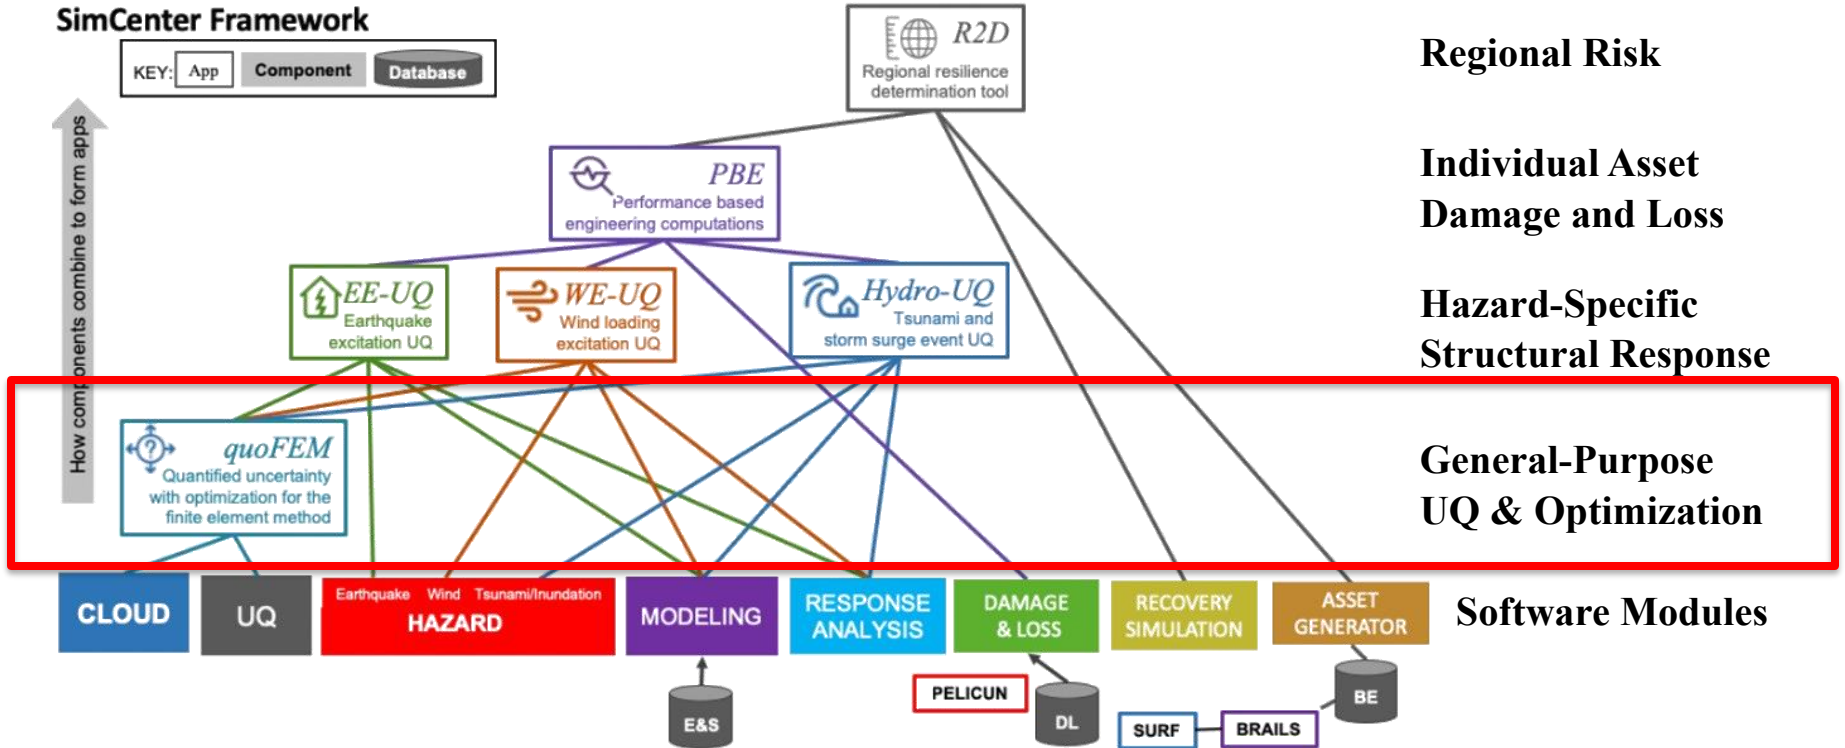 SimCenter Framework
KEY: App Component Database
How components combine to form apps
R2D
Regional resilience
determination tool
Regional Risk
PBE
Performance based
engineering computations
Individual Asset
Damage and Loss
EE-UQ
Earthquake
excitation UQ
WE-UQ
Wind loading
excitation UQ
Hydro-UQ
Tsunami and
storm surge event UQ
Hazard-Specific
Structural Response
quoFEM
Quantified uncertainty
with optimization for the
finite element method
General-Purpose
UQ & Optimization
CLOUD
UQ
Earthquake Wind Tsunami/Inundation
HAZARD
MODELING
RESPONSE
ANALYSIS
DAMAGE
& LOSS
RECOVERY
SIMULATION
ASSET
GENERATOR
Software Modules
E&S
PELICUN
DL
SURF
BRAILS
BE